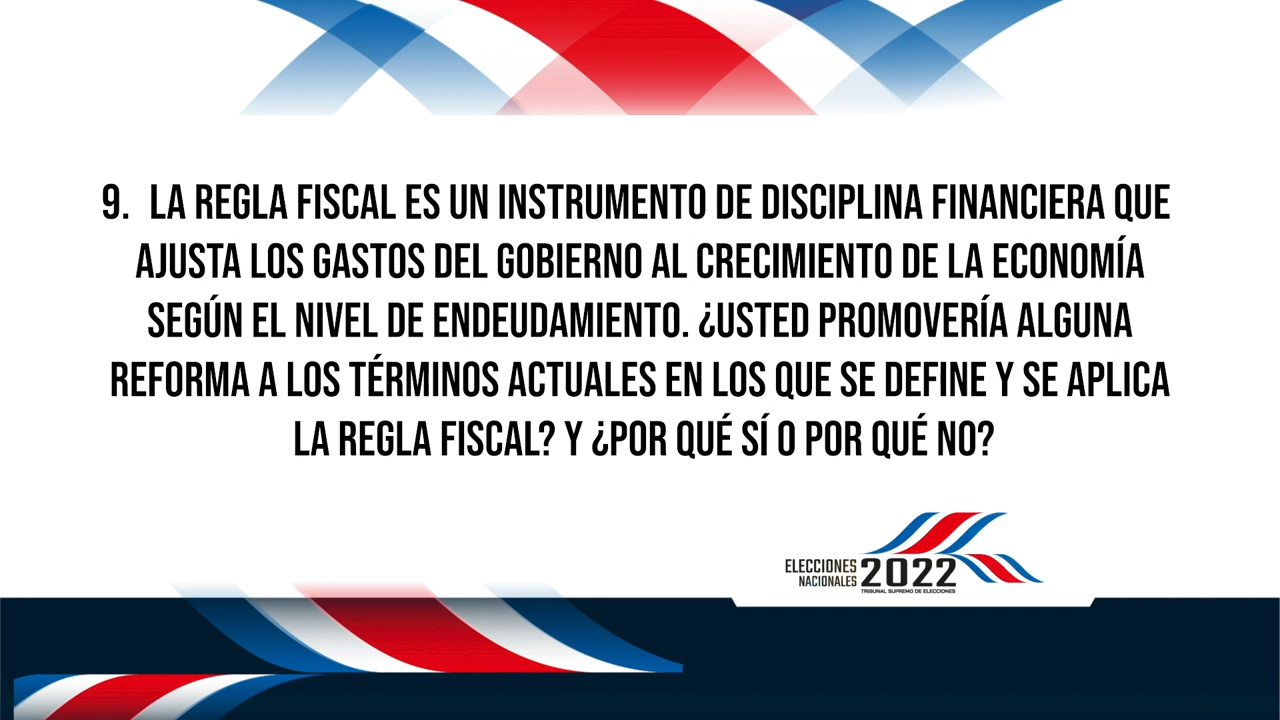 9. LA REGLA FISCAL ES UN INSTRUMENTO DE DISCIPLINA FINANCIERA QUE
AJUSTA LOS GASTOS DEL GOBIERNO AL CRECIMIENTO DE LA ECONOMÍA
SEGÚN EL NIVEL DE ENDEUDAMIENTO. ¿USTED PROMOVERÍA ALGUNA
REFORMA A LOS TÉRMINOS ACTUALES EN LOS QUE SE DEFINE Y SE APLICA
LA REGLA FISCAL? Y ¿POR QUÉ SÍ O POR QUÉ NO?
ELECCIONES
NACIONALES
2022
TRIBUNAL SUPREMO DE ELECCIONES